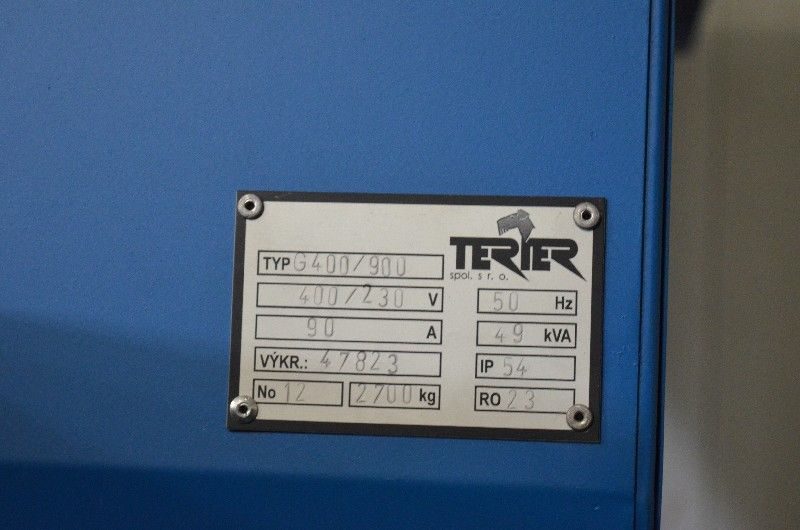 TERIER
spol. s r. o.
TYP G400/900
400/230 V
50 Hz
90 A
49 kVA
VÝKR.: 47823
IP 54
No 12
2700 kg
RO 23